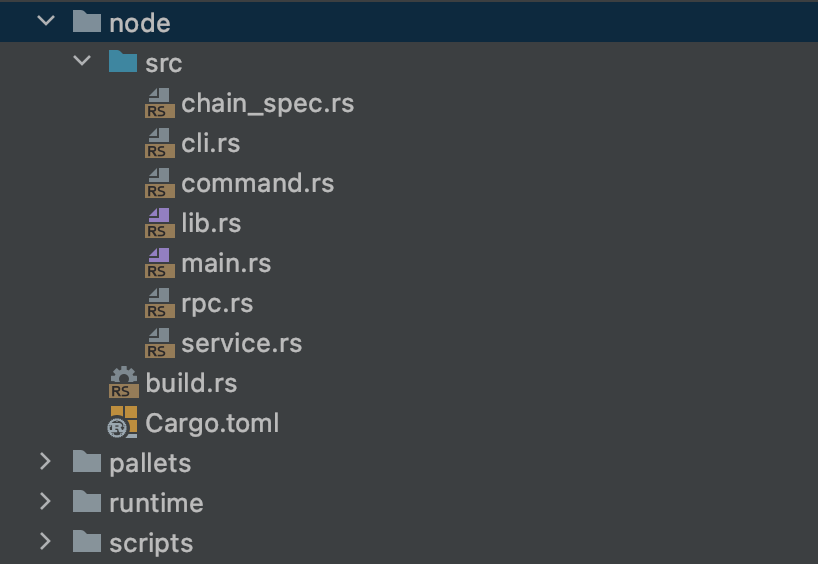 node
src
RS chain_spec.rs
RS cli.rs
RS command.rs
RS lib.rs
RS main.rs
RS rpc.rs
RS service.rs
RS build.rs
R Cargo.toml
pallets
runtime
scripts